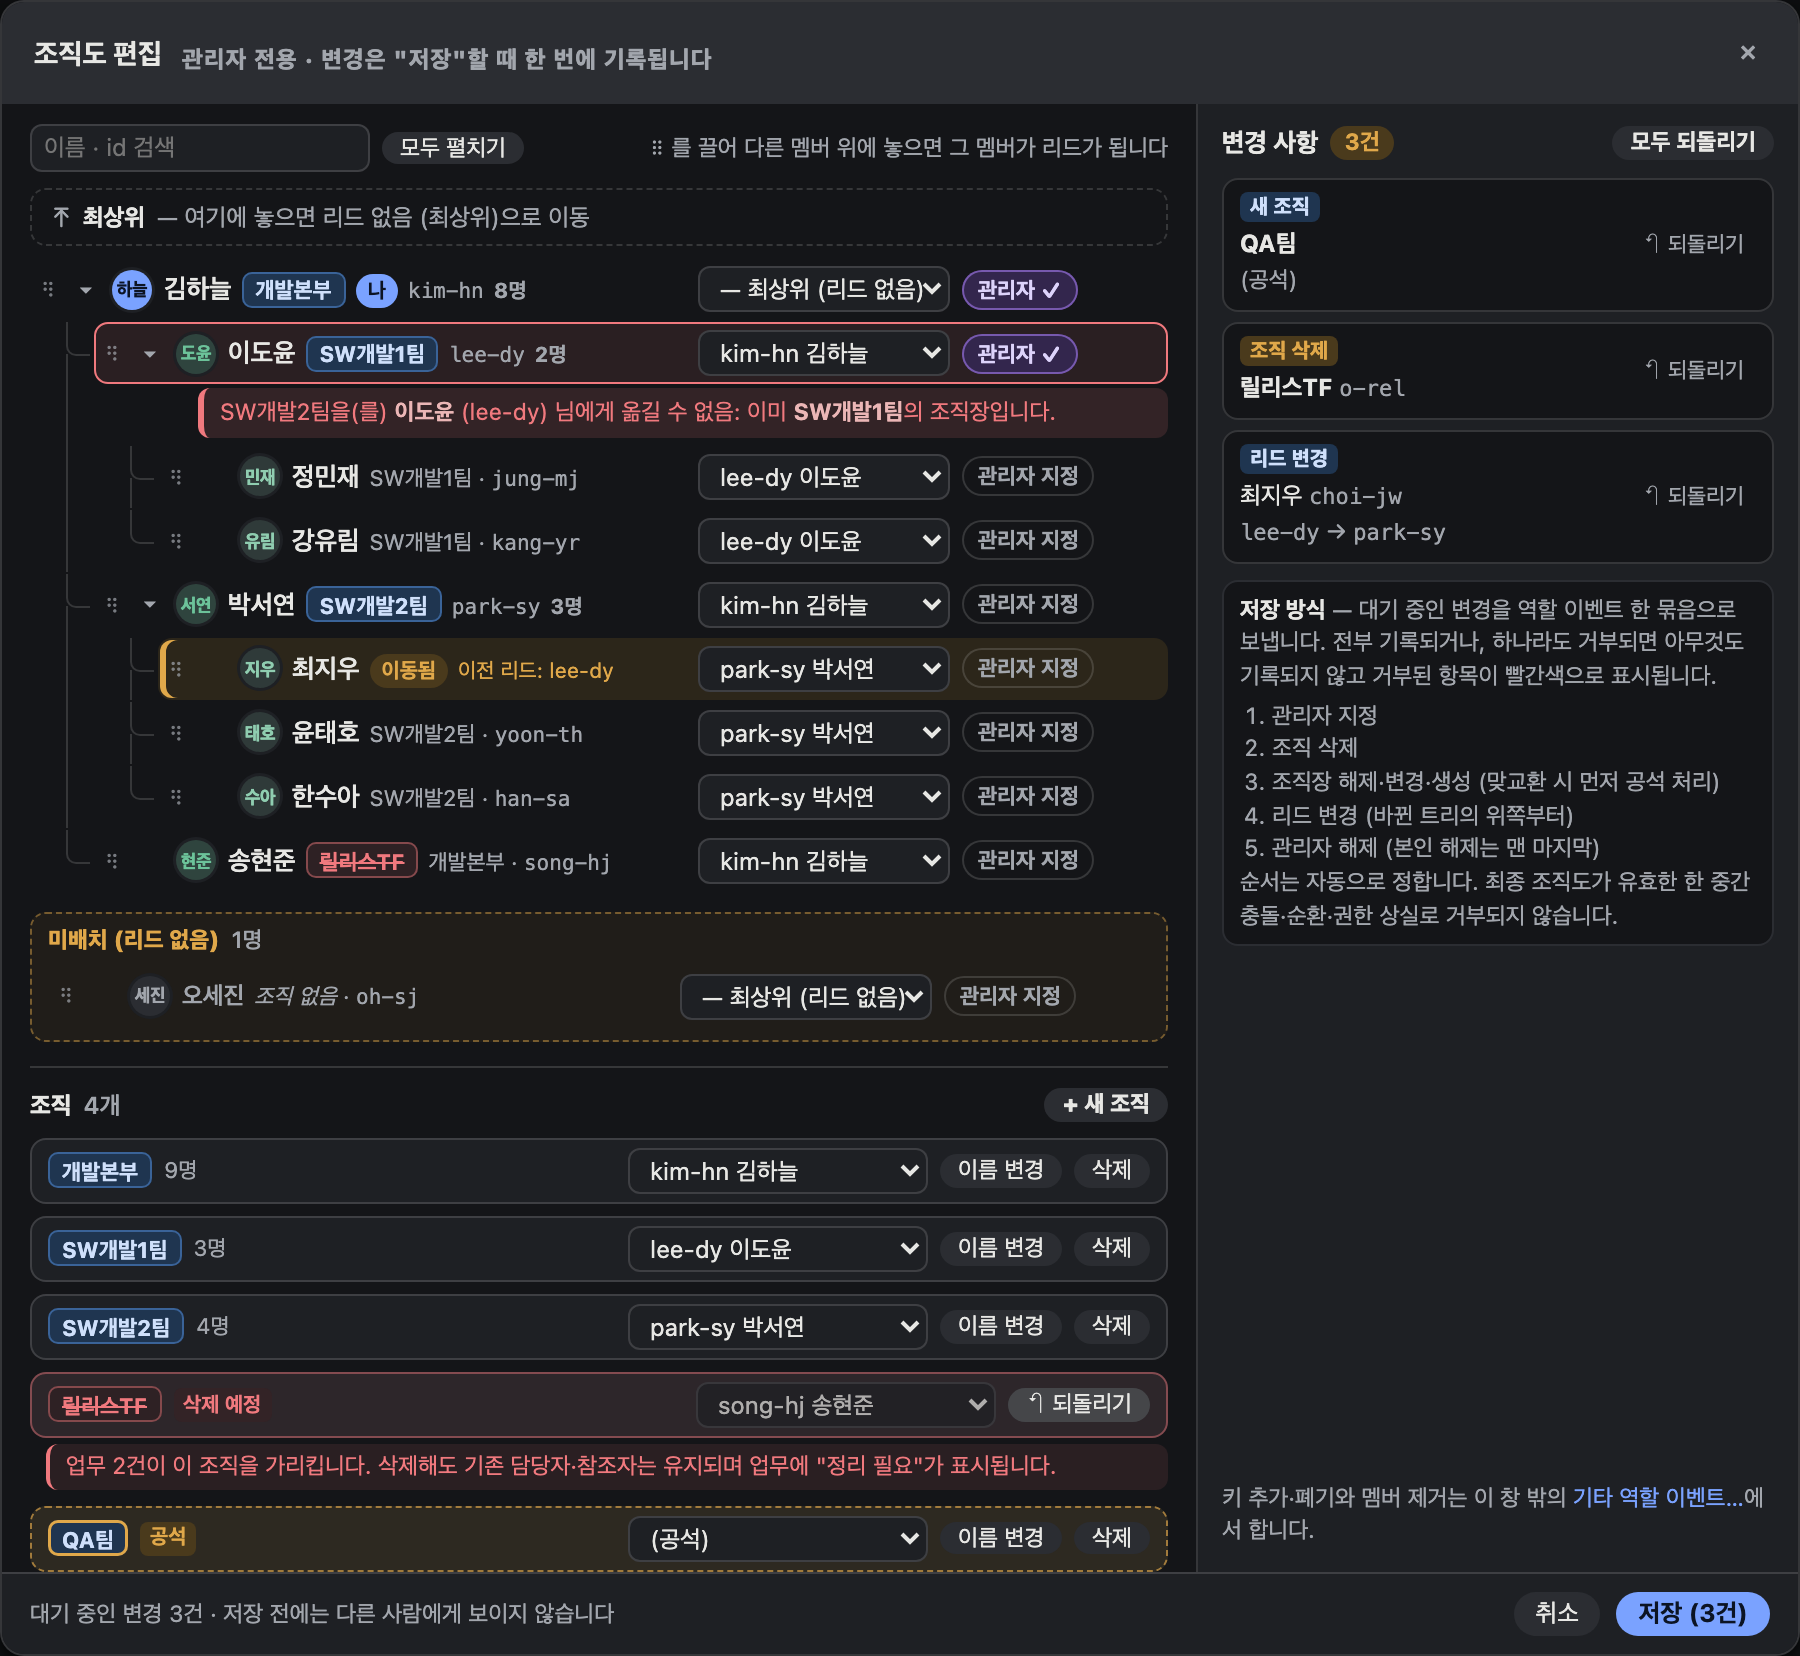 조직도 편집 관리자 전용 · 변경은 "저장"할 때 한 번에 기록됩니다 ×
이름 · id 검색 모두 펼치기 ⠿ 를 끌어 다른 멤버 위에 놓으면 그 멤버가 리드가 됩니다
최상위 — 여기에 놓으면 리드 없음 (최상위)으로 이동
하늘 김하늘 개발본부 나 kim-hn 8명 — 최상위 (리드 없음) 관리자 ✓
도윤 이도윤 SW개발1팀 lee-dy 2명 kim-hn 김하늘 관리자 ✓
SW개발2팀을(를) 이도윤 (lee-dy) 님에게 옮길 수 없음: 이미 SW개발1팀의 조직장입니다.
민재 정민재 SW개발1팀 · jung-mj lee-dy 이도윤 관리자 지정
유림 강유림 SW개발1팀 · kang-yr lee-dy 이도윤 관리자 지정
서연 박서연 SW개발2팀 park-sy 3명 kim-hn 김하늘 관리자 지정
지우 최지우 이동됨 이전 리드: lee-dy park-sy 박서연 관리자 지정
태호 윤태호 SW개발2팀 · yoon-th park-sy 박서연 관리자 지정
수아 한수아 SW개발2팀 · han-sa park-sy 박서연 관리자 지정
현준 송현준 릴리스TF 개발본부 · song-hj kim-hn 김하늘 관리자 지정
미배치 (리드 없음) 1명
세진 오세진 조직 없음 · oh-sj — 최상위 (리드 없음) 관리자 지정
조직 4개 + 새 조직
개발본부 9명 kim-hn 김하늘 이름 변경 삭제
SW개발1팀 3명 lee-dy 이도윤 이름 변경 삭제
SW개발2팀 4명 park-sy 박서연 이름 변경 삭제
릴리스TF 삭제 예정 song-hj 송현준 되돌리기
업무 2건이 이 조직을 가리킵니다. 삭제해도 기존 담당자·참조자는 유지되며 업무에 "정리 필요"가 표시됩니다.
QA팀 공석 (공석) 이름 변경 삭제
변경 사항 3건 모두 되돌리기
새 조직
QA팀 되돌리기
(공석)
조직 삭제
릴리스TF o-rel 되돌리기
리드 변경
최지우 choi-jw 되돌리기
lee-dy → park-sy
저장 방식 — 대기 중인 변경을 역할 이벤트 한 묶음으로
보냅니다. 전부 기록되거나, 하나라도 거부되면 아무것도
기록되지 않고 거부된 항목이 빨간색으로 표시됩니다.
1. 관리자 지정
2. 조직 삭제
3. 조직장 해제·변경·생성 (맞교환 시 먼저 공석 처리)
4. 리드 변경 (바뀐 트리의 위쪽부터)
5. 관리자 해제 (본인 해제는 맨 마지막)
순서는 자동으로 정합니다. 최종 조직도가 유효한 한 중간
충돌·순환·권한 상실로 거부되지 않습니다.
키 추가·폐기와 멤버 제거는 이 창 밖의 기타 역할 이벤트…에
서 합니다.
대기 중인 변경 3건 · 저장 전에는 다른 사람에게 보이지 않습니다 취소 저장 (3건)